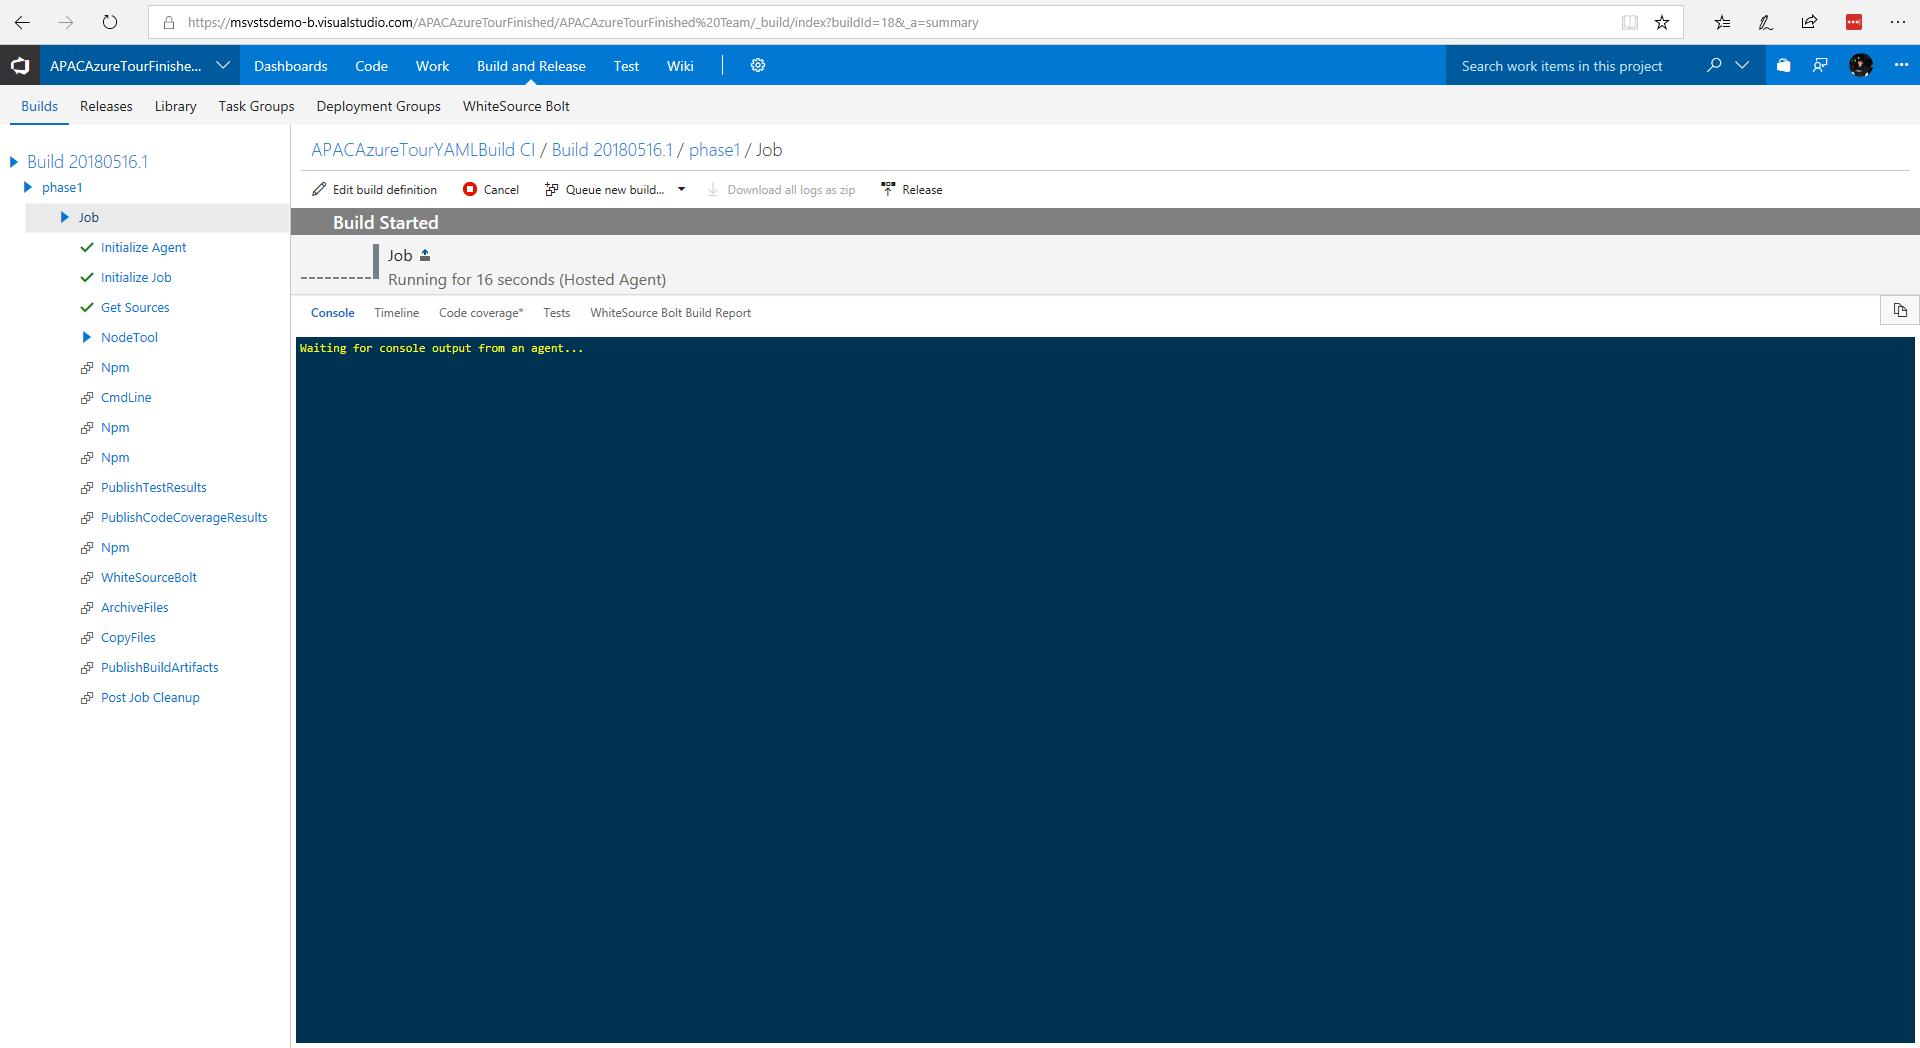 https://msvstsdemo-b.visualstudio.com/APACAzureTourFinished/APACAzureTourFinished%20Team/_build/index?buildId=18&_a=summary
APACAzureTourFinishe... Dashboards Code Work Build and Release Test Wiki Search work items in this project
Builds Releases Library Task Groups Deployment Groups WhiteSource Bolt
Build 20180516.1
phase1
Job
Initialize Agent
Initialize Job
Get Sources
NodeTool
Npm
CmdLine
Npm
Npm
PublishTestResults
PublishCodeCoverageResults
Npm
WhiteSourceBolt
ArchiveFiles
CopyFiles
PublishBuildArtifacts
Post Job Cleanup
APACAzureTourYAMLBuild CI / Build 20180516.1 / phase1 / Job
Edit build definition Cancel Queue new build... Download all logs as zip Release
Build Started
Job
Running for 16 seconds (Hosted Agent)
Console Timeline Code coverage* Tests WhiteSource Bolt Build Report
Waiting for console output from an agent...